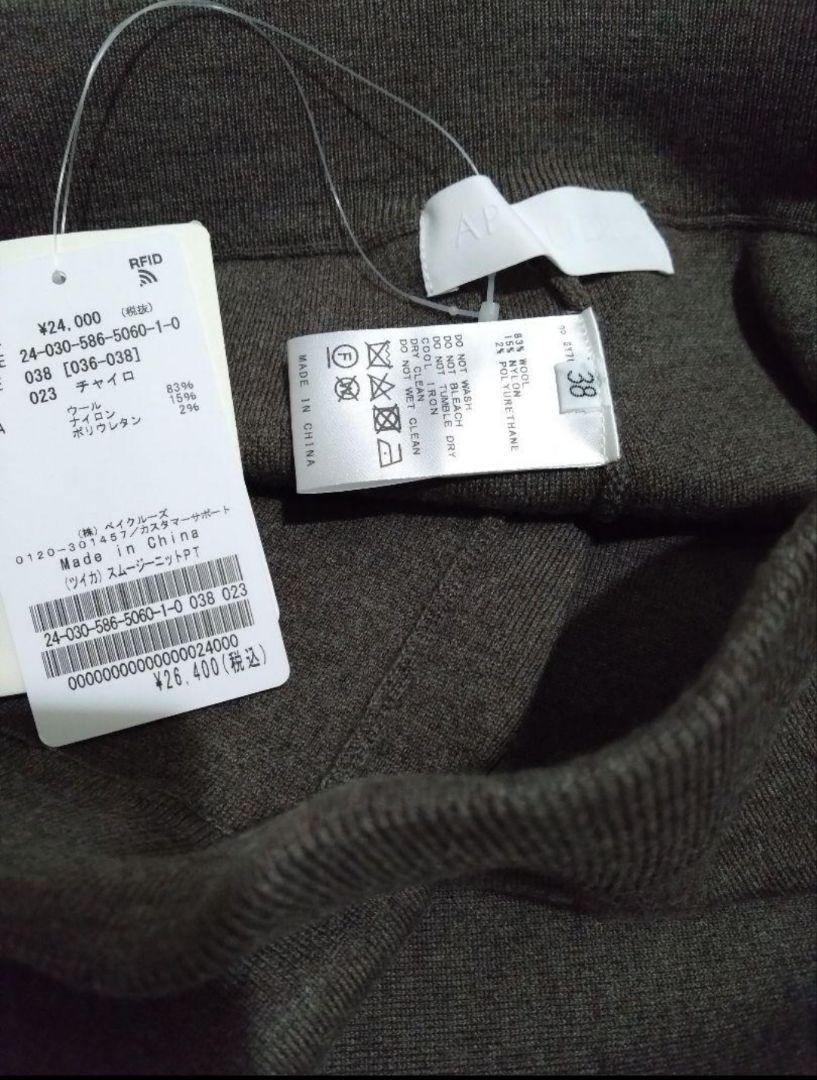 RFID
¥24,000 (税抜)
24-030-586-5060-1-0
038 [036-038]
023 チャイロ
ウール 83%
ナイロン 15%
ポリウレタン 2%
(株) ベイクルーズ
0120-301457/カスタマーサポート
Made in China
(ツイカ) スムージーニットPT
24-030-586-5060-1-0 038 023
0000000000000024000
¥26,400(税込)
AP
38
83% WOOL
15% NYLON
2% POLYURETHANE
DO NOT WASH
DO NOT BLEACH
DO NOT TUMBLE DRY
COOL IRON
DRY CLEAN
DO NOT WET CLEAN
F
W
MADE IN CHINA